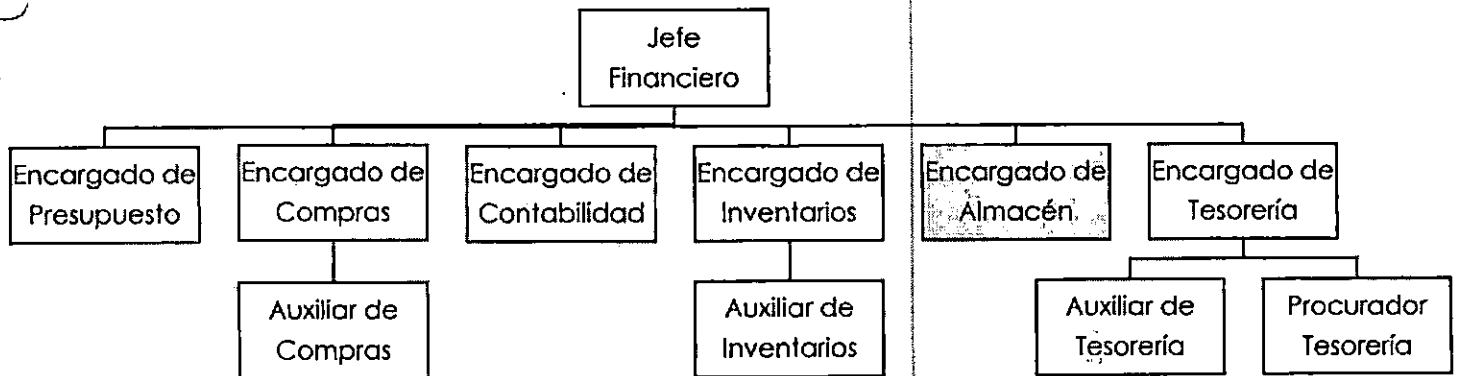 Jefe
Financiero
Encargado de
Presupuesto
Encargado de
Compras
Encargado de
Contabilidad
Encargado de
Inventarios
Encargado de
Almacén
Encargado de
Tesorería
Auxiliar de
Compras
Auxiliar de
Inventarios
Auxiliar de
Tesorería
Procurador
Tesorería